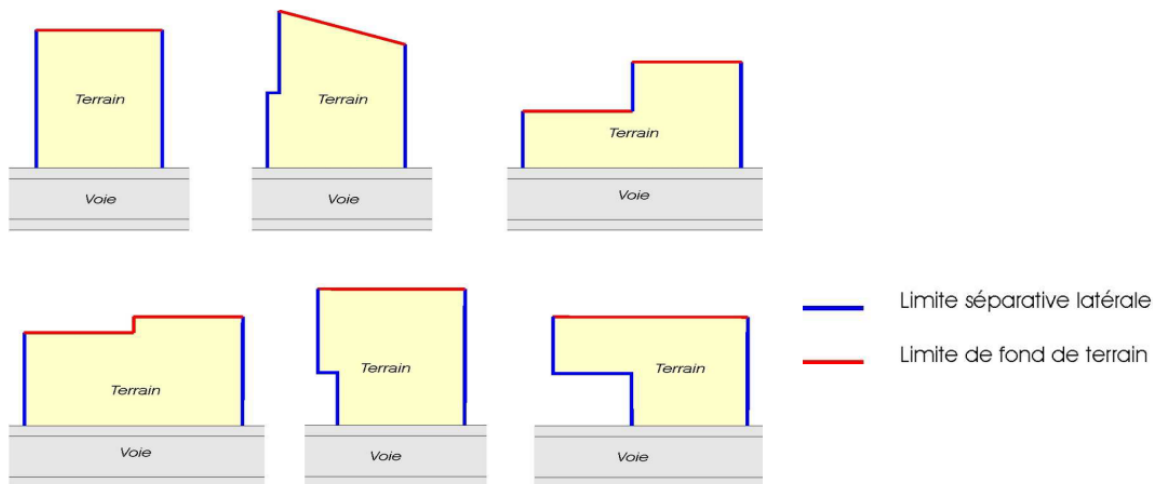 Terrain
Terrain
Terrain
Voie
Voie
Voie
Terrain
Terrain
Terrain
Voie
Voie
Voie
Limite séparative latérale
Limite de fond de terrain